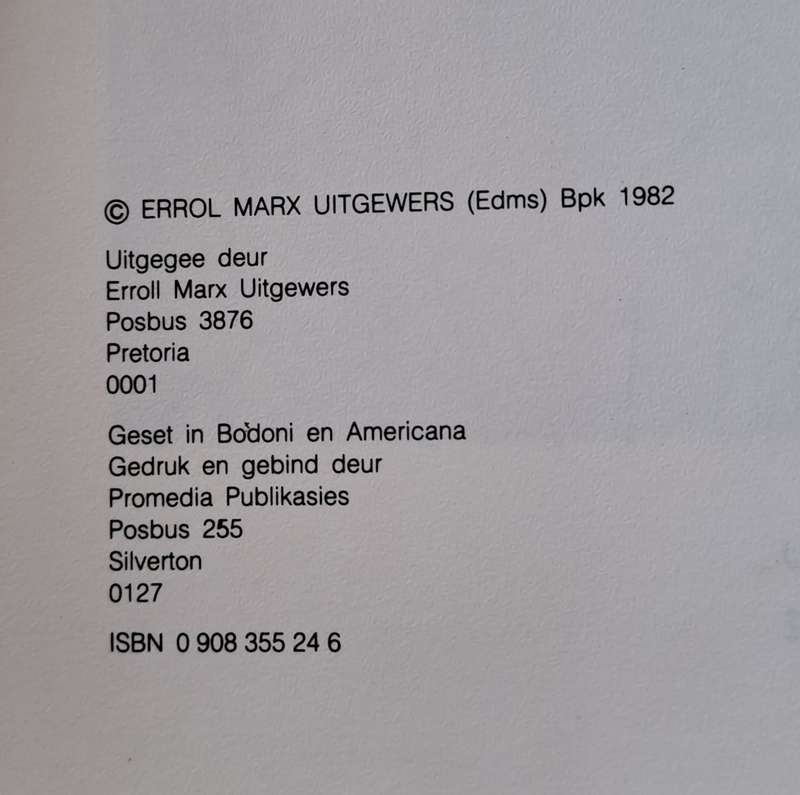 © ERROL MARX UITGEWERS (Edms) Bpk 1982
Uitgegee deur
Erroll Marx Uitgewers
Posbus 3876
Pretoria
0001
Geset in Bodoni en Americana
Gedruk en gebind deur
Promedia Publikasies
Posbus 255
Silverton
0127
ISBN 0 908 355 24 6